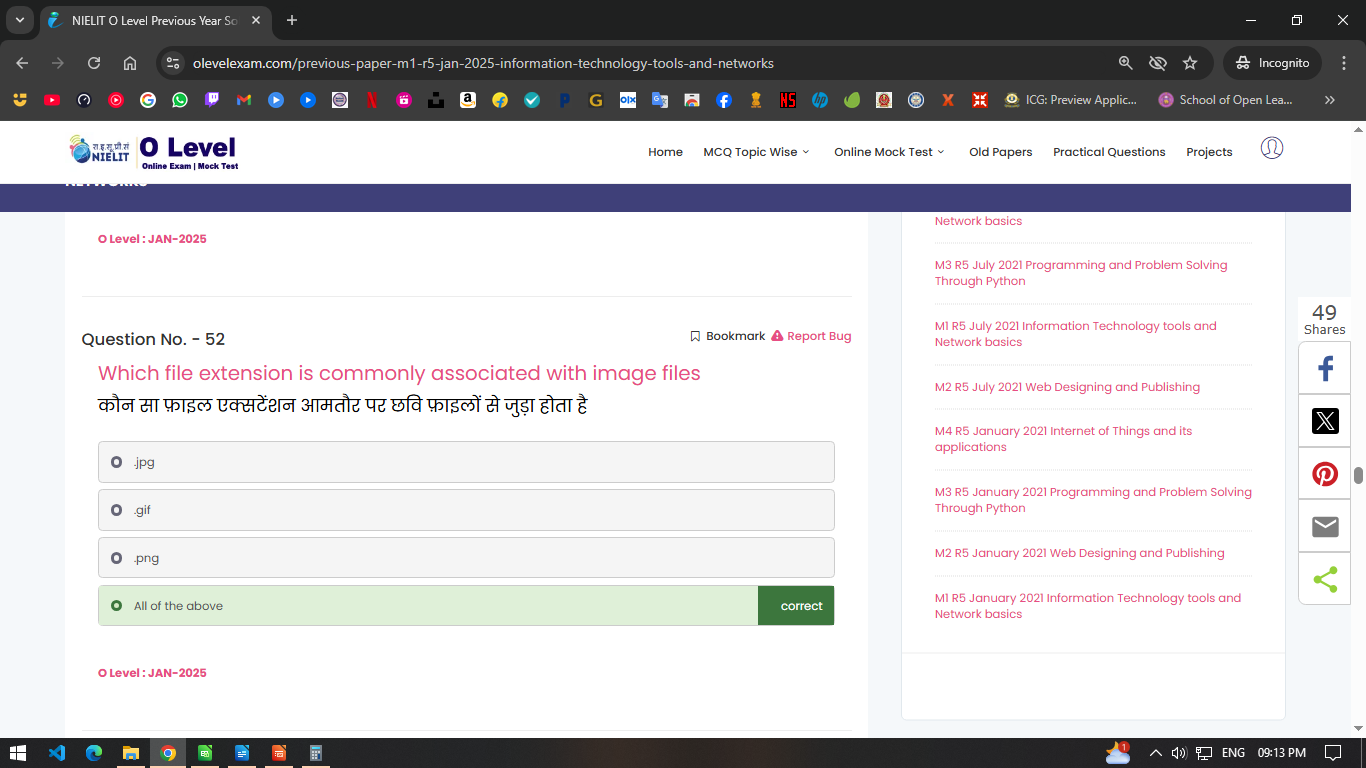 NIELIT O Level Previous Year So
olevelexam.com/previous-paper-m1-r5-jan-2025-information-technology-tools-and-networks
Incognito
ICG: Preview Applic...
School of Open Lea...
रा.इ.सू.प्रौ.सं
NIELIT
O Level
Online Exam | Mock Test
Home
MCQ Topic Wise
Online Mock Test
Old Papers
Practical Questions
Projects
NETWORKS
O Level : JAN-2025
Question No. - 52
Bookmark
Report Bug
Which file extension is commonly associated with image files
कौन सा फ़ाइल एक्सटेंशन आमतौर पर छवि फ़ाइलों से जुड़ा होता है
.jpg
.gif
.png
All of the above
correct
O Level : JAN-2025
Network basics
M3 R5 July 2021 Programming and Problem Solving
Through Python
M1 R5 July 2021 Information Technology tools and
Network basics
M2 R5 July 2021 Web Designing and Publishing
M4 R5 January 2021 Internet of Things and its
applications
M3 R5 January 2021 Programming and Problem Solving
Through Python
M2 R5 January 2021 Web Designing and Publishing
M1 R5 January 2021 Information Technology tools and
Network basics
49
Shares
1
ENG
09:13 PM